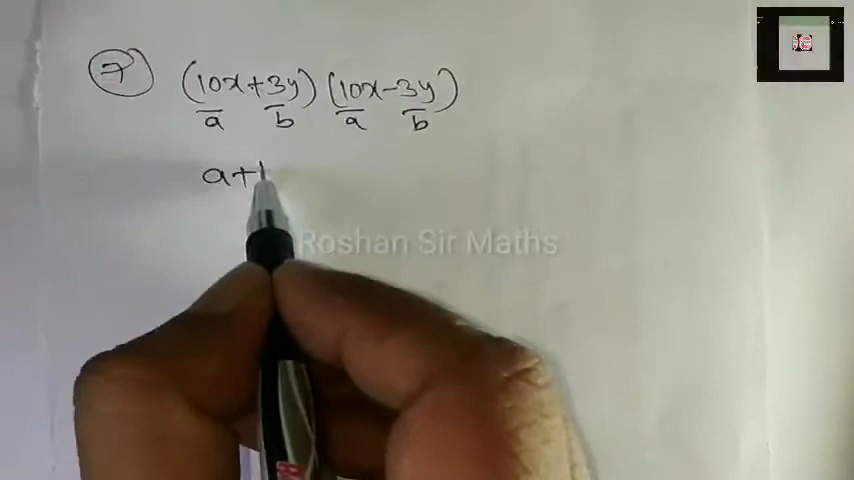 7 (10x+3y) (10x-3y)
a b a b
a+
Roshan Sir Maths